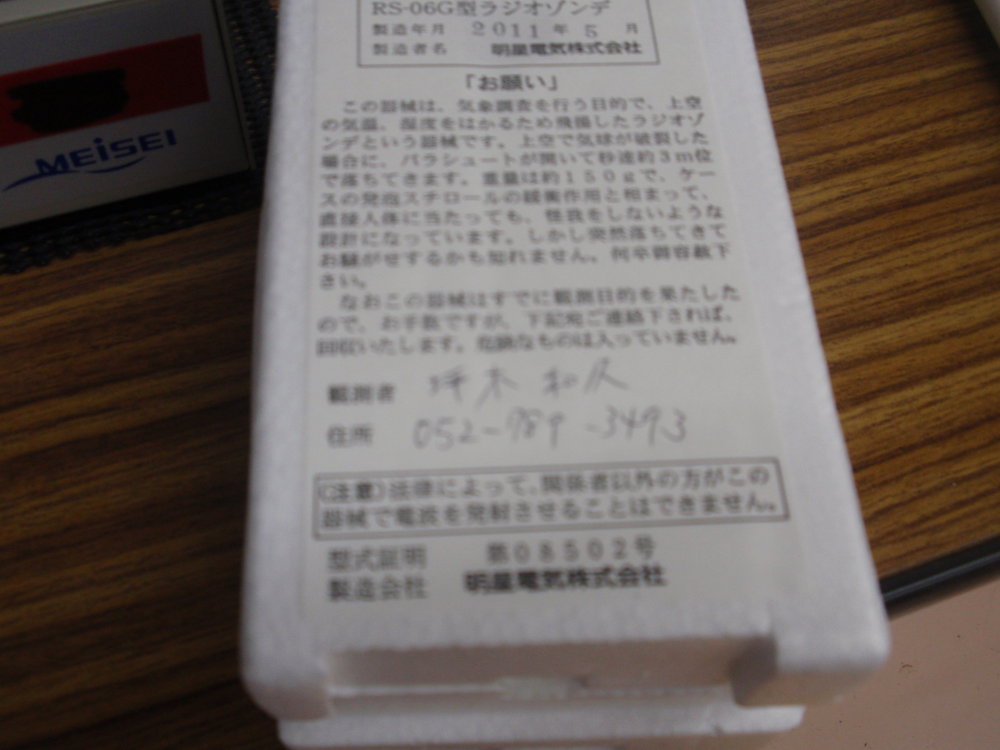 RS-06G型ラジオゾンデ
製造年月 2011年 5 月
製造者名 明星電気株式会社
「お願い」
この器械は、気象調査を行う目的で、上空
の気温、湿度をはかるため飛揚したラジオゾ
ンデという器械です。上空で気球が破裂した
場合に、パラシュートが開いて秒速約3m位
で落ちてきます。重量は約150gで、ケー
スの発泡スチロールの緩衝作用と相まって、
直接人体に当たっても、怪我をしないような
設計になっています。しかし突然落ちてきて
お騒がせするかも知れません。何卒御容赦下
さい。
なおこの器械はすでに観測目的を果たした
ので、お手数ですが、下記宛ご連絡下されば、
回収いたします。危険なものは入っていません。
観測者 坪木 和久
住所 052-789-3493
(注意)法律によって、関係者以外の方がこの
器械で電波を発射させることはできません。
型式証明 第08502号
製造会社 明星電気株式会社
MEiSEI